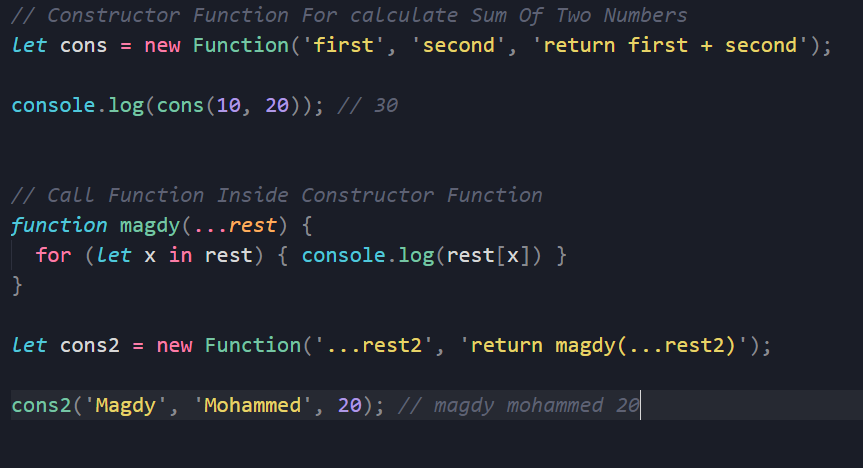 // Constructor Function For calculate Sum Of Two Numbers
let cons = new Function('first', 'second', 'return first + second');
console.log(cons(10, 20)); // 30
// Call Function Inside Constructor Function
function magdy(...rest) {
for (let x in rest) { console.log(rest[x]) }
}
let cons2 = new Function('...rest2', 'return magdy(...rest2)');
cons2('Magdy', 'Mohammed', 20); // magdy mohammed 20